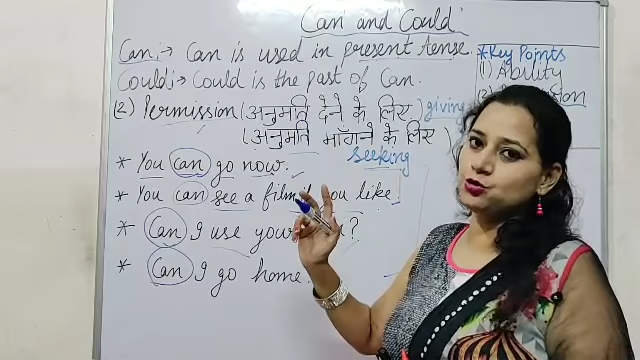 Can and Could
Can :→ Can is used in present tense.
Could :→ Could is the past of Can.
*Key Points
(1) Ability
(2)
(2) Permission (अनुमति देने के लिए) giving
(अनुमति माँगने के लिए)
seeking
* You can go now.
* You can see a film you like.
* Can I use your ?
* Can I go home.